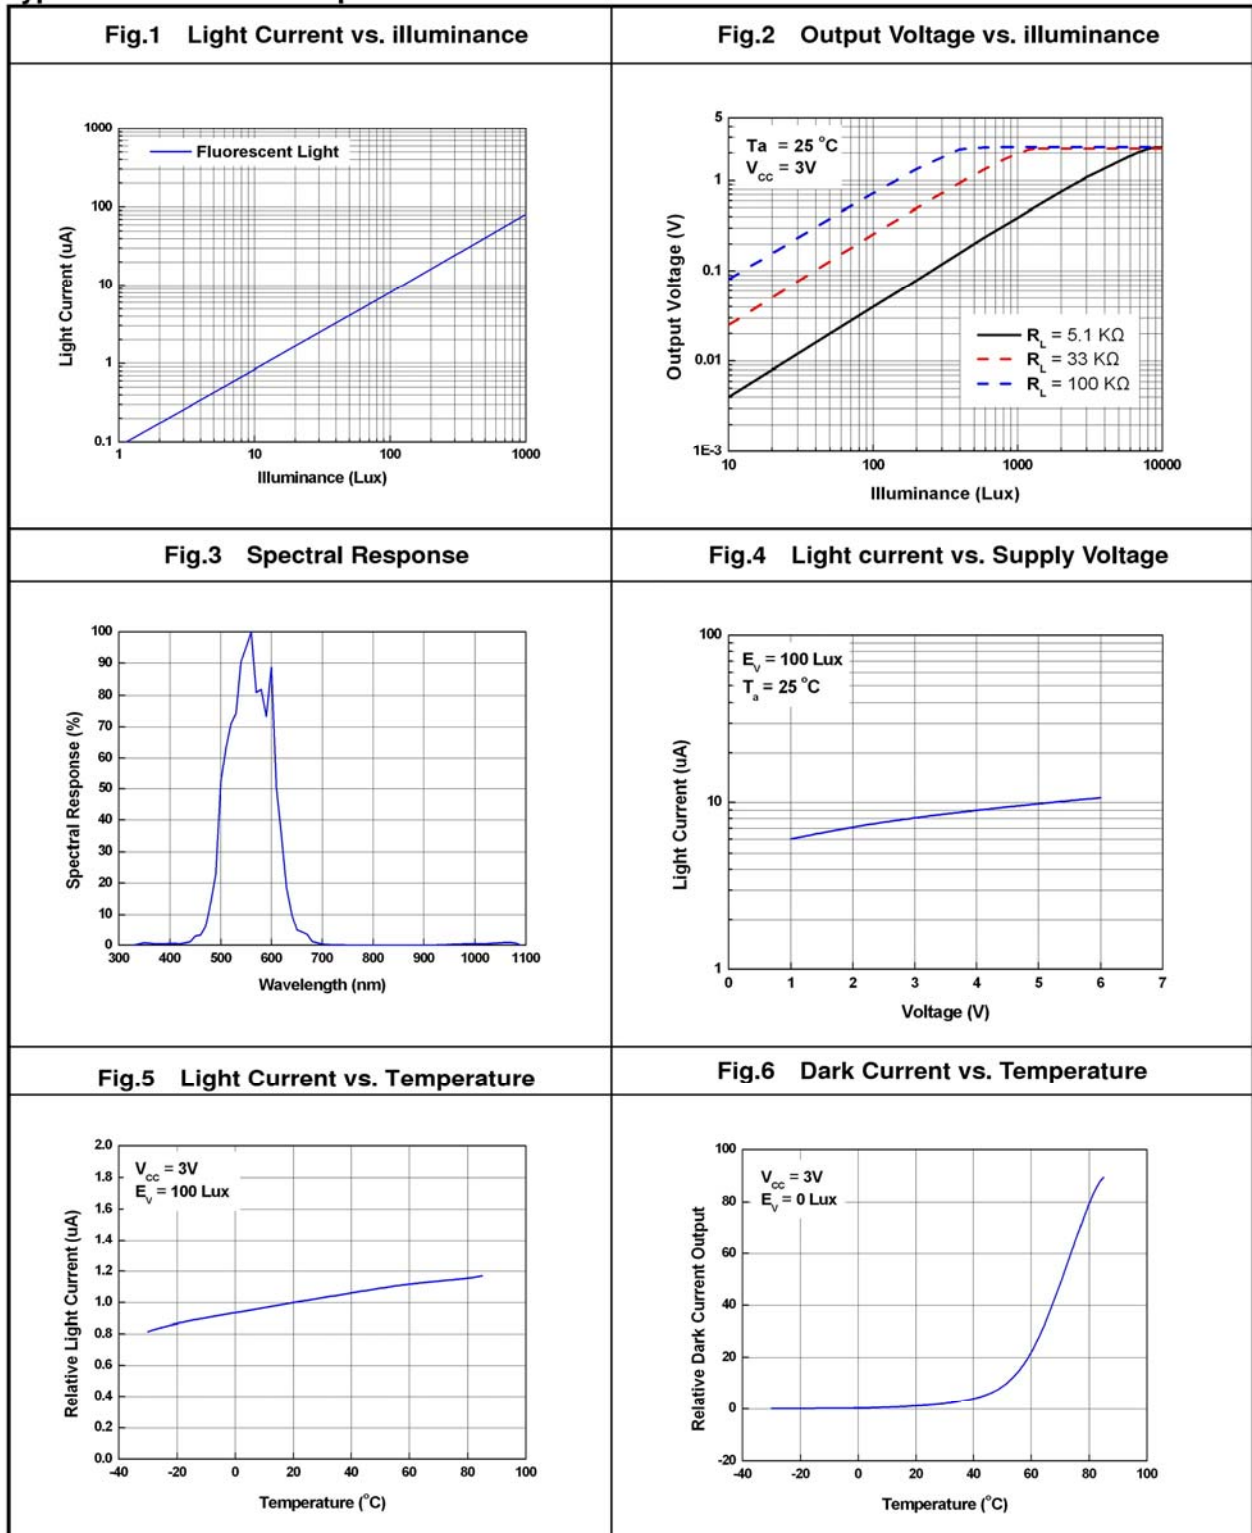 Fig.1 Light Current vs. illuminance
1000
100
10
1
0.1
Light Current (uA)
Fluorescent Light
1 10 100 1000
Illuminance (Lux)
Fig.2 Output Voltage vs. illuminance
5
1
0.1
0.01
1E-3
Output Voltage (V)
Ta = 25 °C
VCC = 3V
RL = 5.1 KΩ
RL = 33 KΩ
RL = 100 KΩ
10 100 1000 10000
Illuminance (Lux)
Fig.3 Spectral Response
100
90
80
70
60
50
40
30
20
10
0
Spectral Response (%)
300 400 500 600 700 800 900 1000 1100
Wavelength (nm)
Fig.4 Light current vs. Supply Voltage
100
10
1
Light Current (uA)
EV = 100 Lux
Ta = 25 °C
0 1 2 3 4 5 6 7
Voltage (V)
Fig.5 Light Current vs. Temperature
2.0
1.8
1.6
1.4
1.2
1.0
0.8
0.6
0.4
0.2
0.0
Relative Light Current (uA)
VCC = 3V
EV = 100 Lux
-40 -20 0 20 40 60 80 100
Temperature (°C)
Fig.6 Dark Current vs. Temperature
100
80
60
40
20
0
-20
Relative Dark Current Output
VCC = 3V
EV = 0 Lux
-40 -20 0 20 40 60 80 100
Temperature (°C)